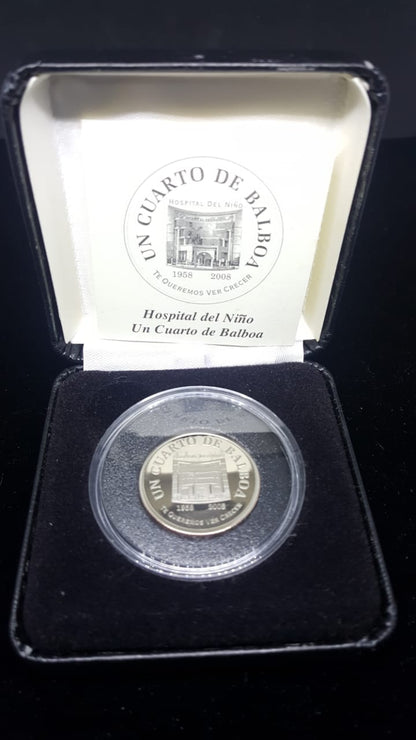 UN CUARTO DE BALBOA
HOSPITAL DEL NIÑO
1958 2008
TE QUEREMOS VER CRECER
Hospital del Niño
Un Cuarto de Balboa
UN CUARTO DE BALBOA
1958 2008
TE QUEREMOS VER CRECER